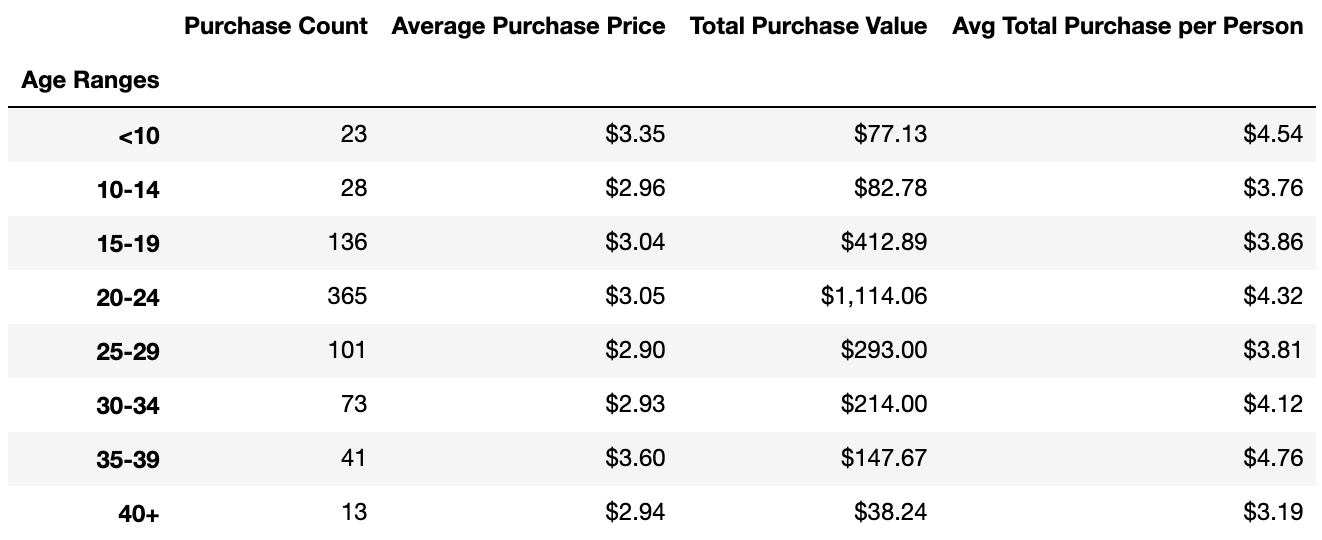 Purchase Count Average Purchase Price Total Purchase Value Avg Total Purchase per Person
Age Ranges
<10 23 $3.35 $77.13 $4.54
10-14 28 $2.96 $82.78 $3.76
15-19 136 $3.04 $412.89 $3.86
20-24 365 $3.05 $1,114.06 $4.32
25-29 101 $2.90 $293.00 $3.81
30-34 73 $2.93 $214.00 $4.12
35-39 41 $3.60 $147.67 $4.76
40+ 13 $2.94 $38.24 $3.19